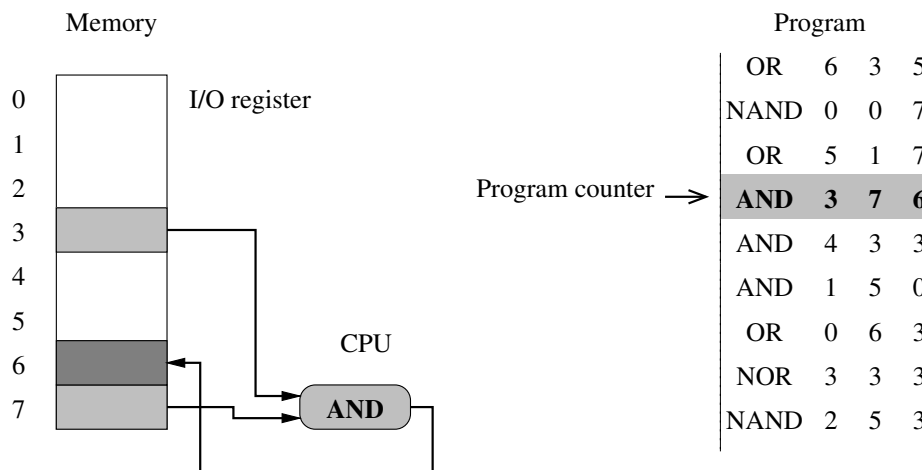 Memory
0
1
2
3
4
5
6
7
I/O register
CPU
AND
Program counter
Program
OR 6 3 5
NAND 0 0 7
OR 5 1 7
AND 3 7 6
AND 4 3 3
AND 1 5 0
OR 0 6 3
NOR 3 3 3
NAND 2 5 3